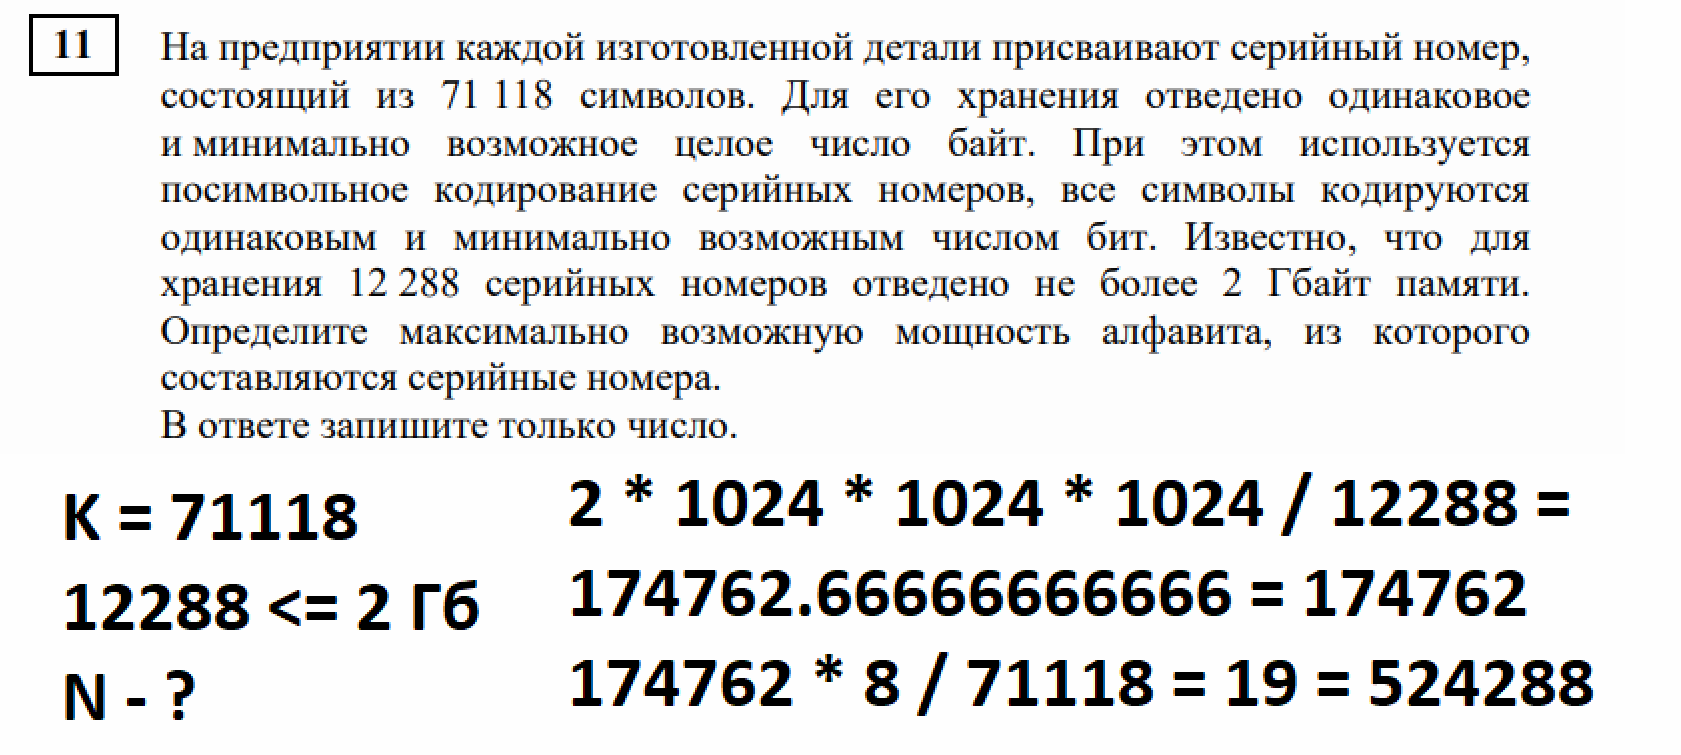 11
На предприятии каждой изготовленной детали присваивают серийный номер,
состоящий из 71 118 символов. Для его хранения отведено одинаковое
и минимально возможное целое число байт. При этом используется
посимвольное кодирование серийных номеров, все символы кодируются
одинаковым и минимально возможным числом бит. Известно, что для
хранения 12 288 серийных номеров отведено не более 2 Гбайт памяти.
Определите максимально возможную мощность алфавита, из которого
составляются серийные номера.
В ответе запишите только число.
K = 71118
12288 <= 2 Гб
N - ?
2 * 1024 * 1024 * 1024 / 12288 =
174762.66666666666 = 174762
174762 * 8 / 71118 = 19 = 524288